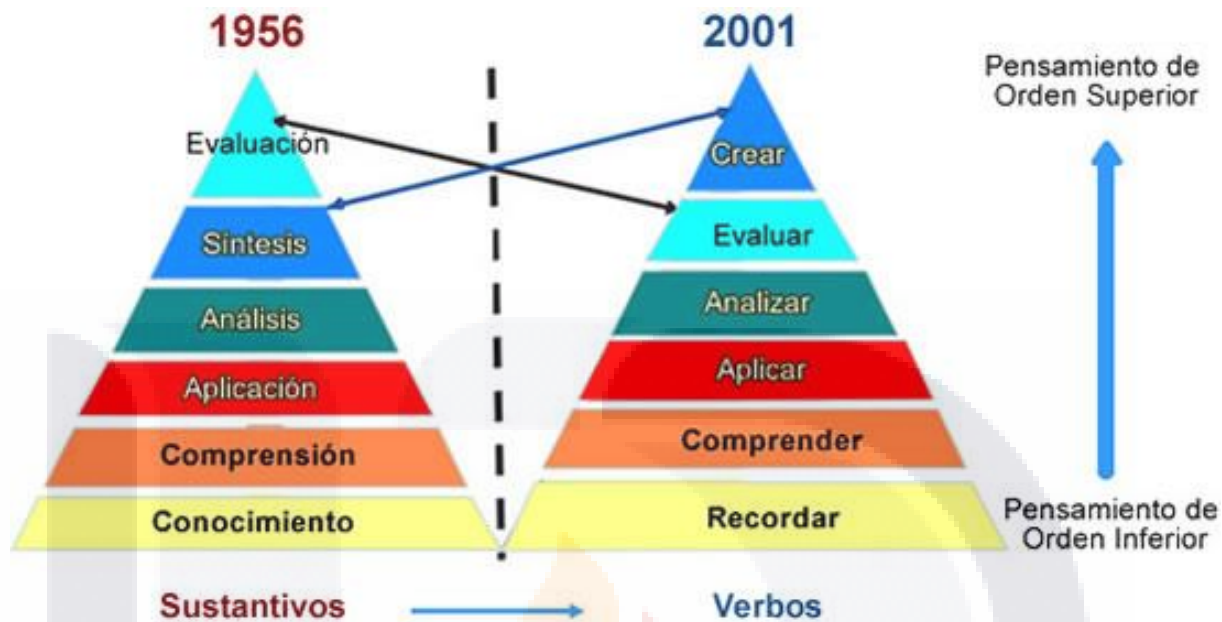 1956
2001
Pensamiento de
Orden Superior
Evaluación
Crear
Síntesis
Evaluar
Análisis
Analizar
Aplicación
Aplicar
Comprensión
Comprender
Conocimiento
Recordar
Pensamiento de
Orden Inferior
Sustantivos
Verbos